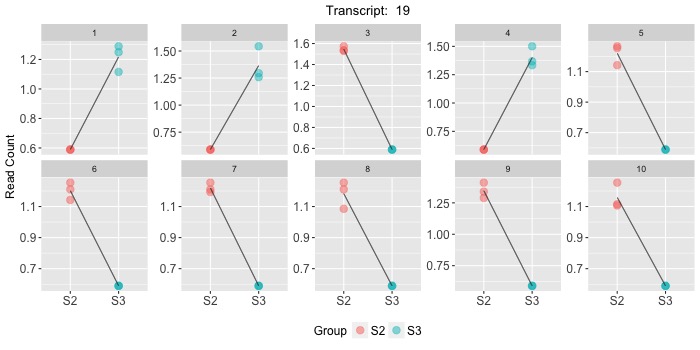 Transcript: 19
1 2 3 4 5
1.2 1.50 1.6 1.50
1.0 1.25 1.4 1.25 1.1
0.8 1.00 1.2 1.00 0.9
0.6 0.75 1.0 0.75 0.7
0.8
0.6
Read Count
6 7 8 9 10
1.1 1.1 1.1 1.25 1.1
0.9 0.9 0.9 1.00 0.9
0.7 0.7 0.7 0.75 0.7
S2 S3 S2 S3 S2 S3 S2 S3 S2 S3
Group S2 S3